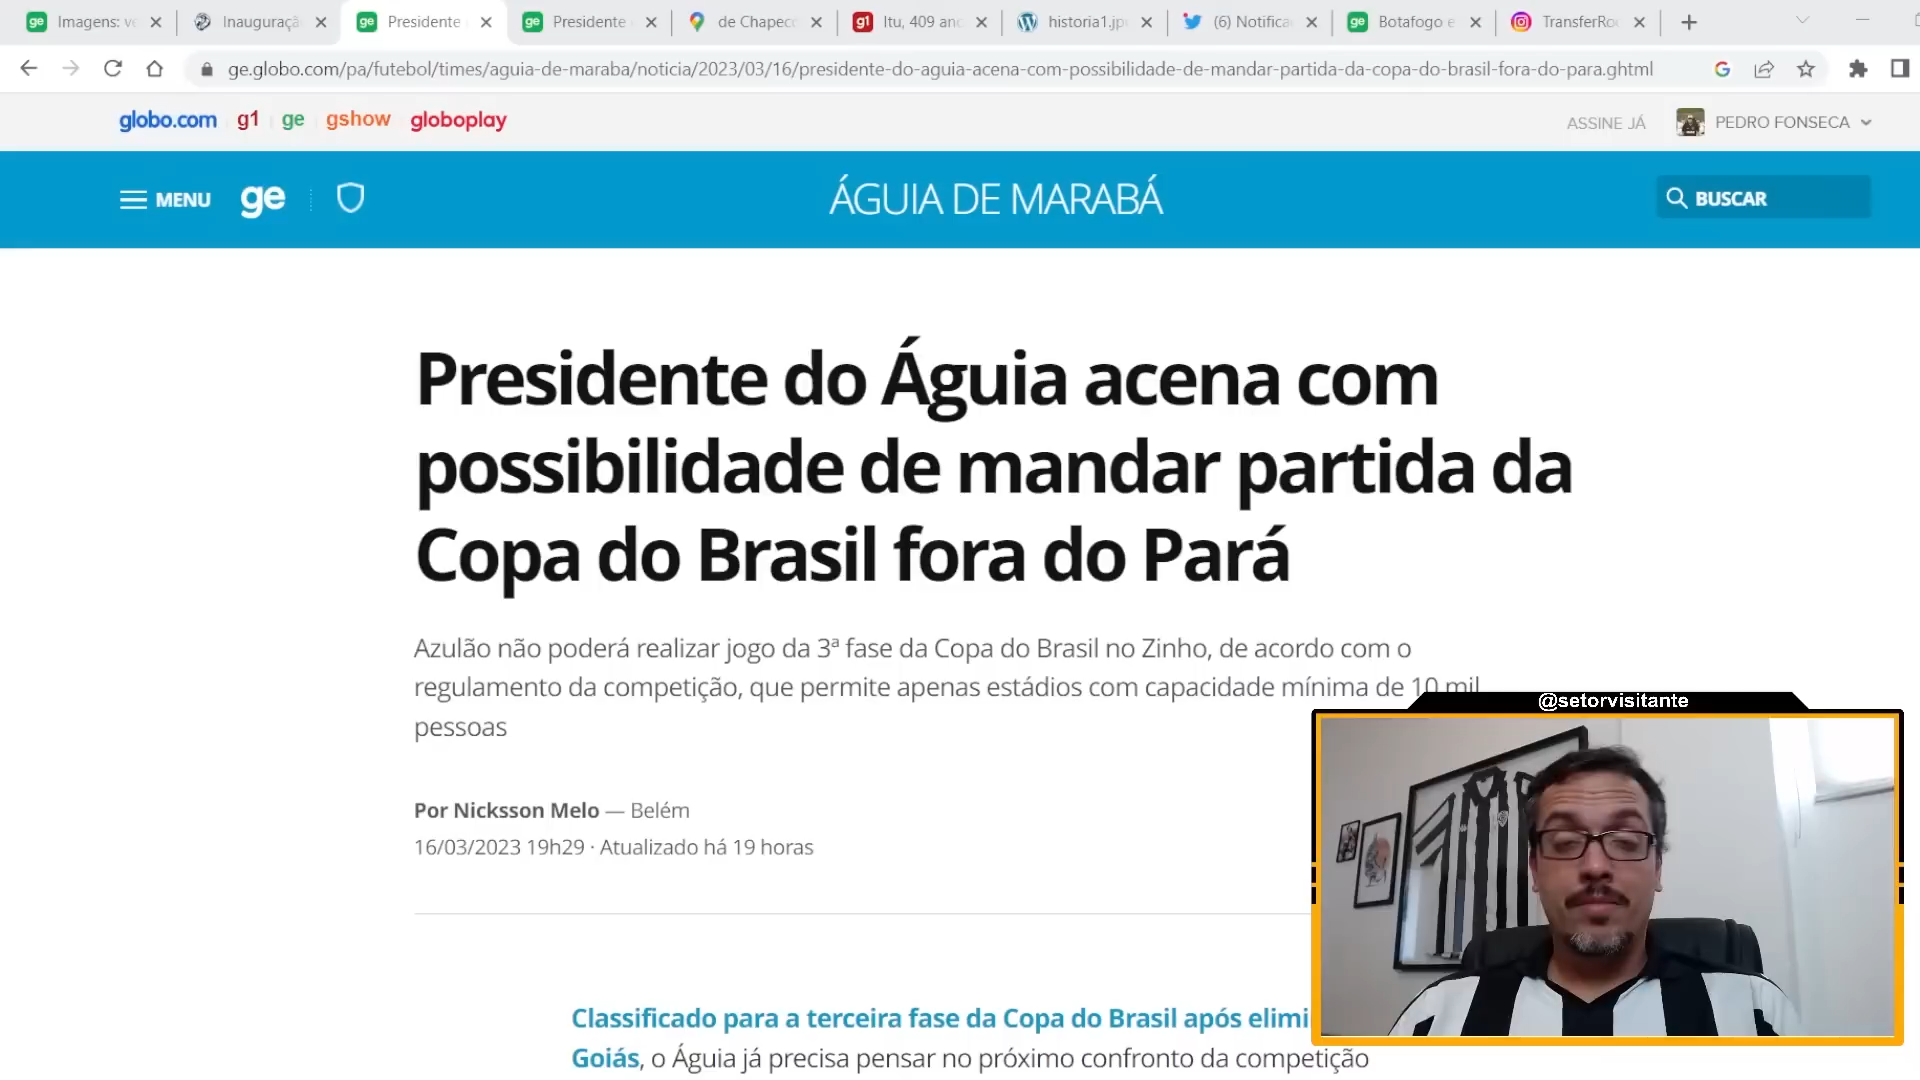 Imagens: ve
Inauguraçã
Presidente
Presidente
de Chapec
Itu, 409 an
historia1.jp
(6) Notifica
Botafogo e
TransferRo
ge.globo.com/pa/futebol/times/aguia-de-maraba/noticia/2023/03/16/presidente-do-aguia-acena-com-possibilidade-de-mandar-partida-da-copa-do-brasil-fora-do-para.ghtml
globo.com g1 ge gshow globoplay
ASSINE JÁ
PEDRO FONSECA
MENU ge
ÁGUIA DE MARABÁ
BUSCAR
Presidente do Águia acena com
possibilidade de mandar partida da
Copa do Brasil fora do Pará
Azulão não poderá realizar jogo da 3ª fase da Copa do Brasil no Zinho, de acordo com o
regulamento da competição, que permite apenas estádios com capacidade mínima de 10 mil
pessoas
@setorvisitante
Por Nicksson Melo — Belém
16/03/2023 19h29 · Atualizado há 19 horas
Classificado para a terceira fase da Copa do Brasil após elimi
Goiás, o Águia já precisa pensar no próximo confronto da competição